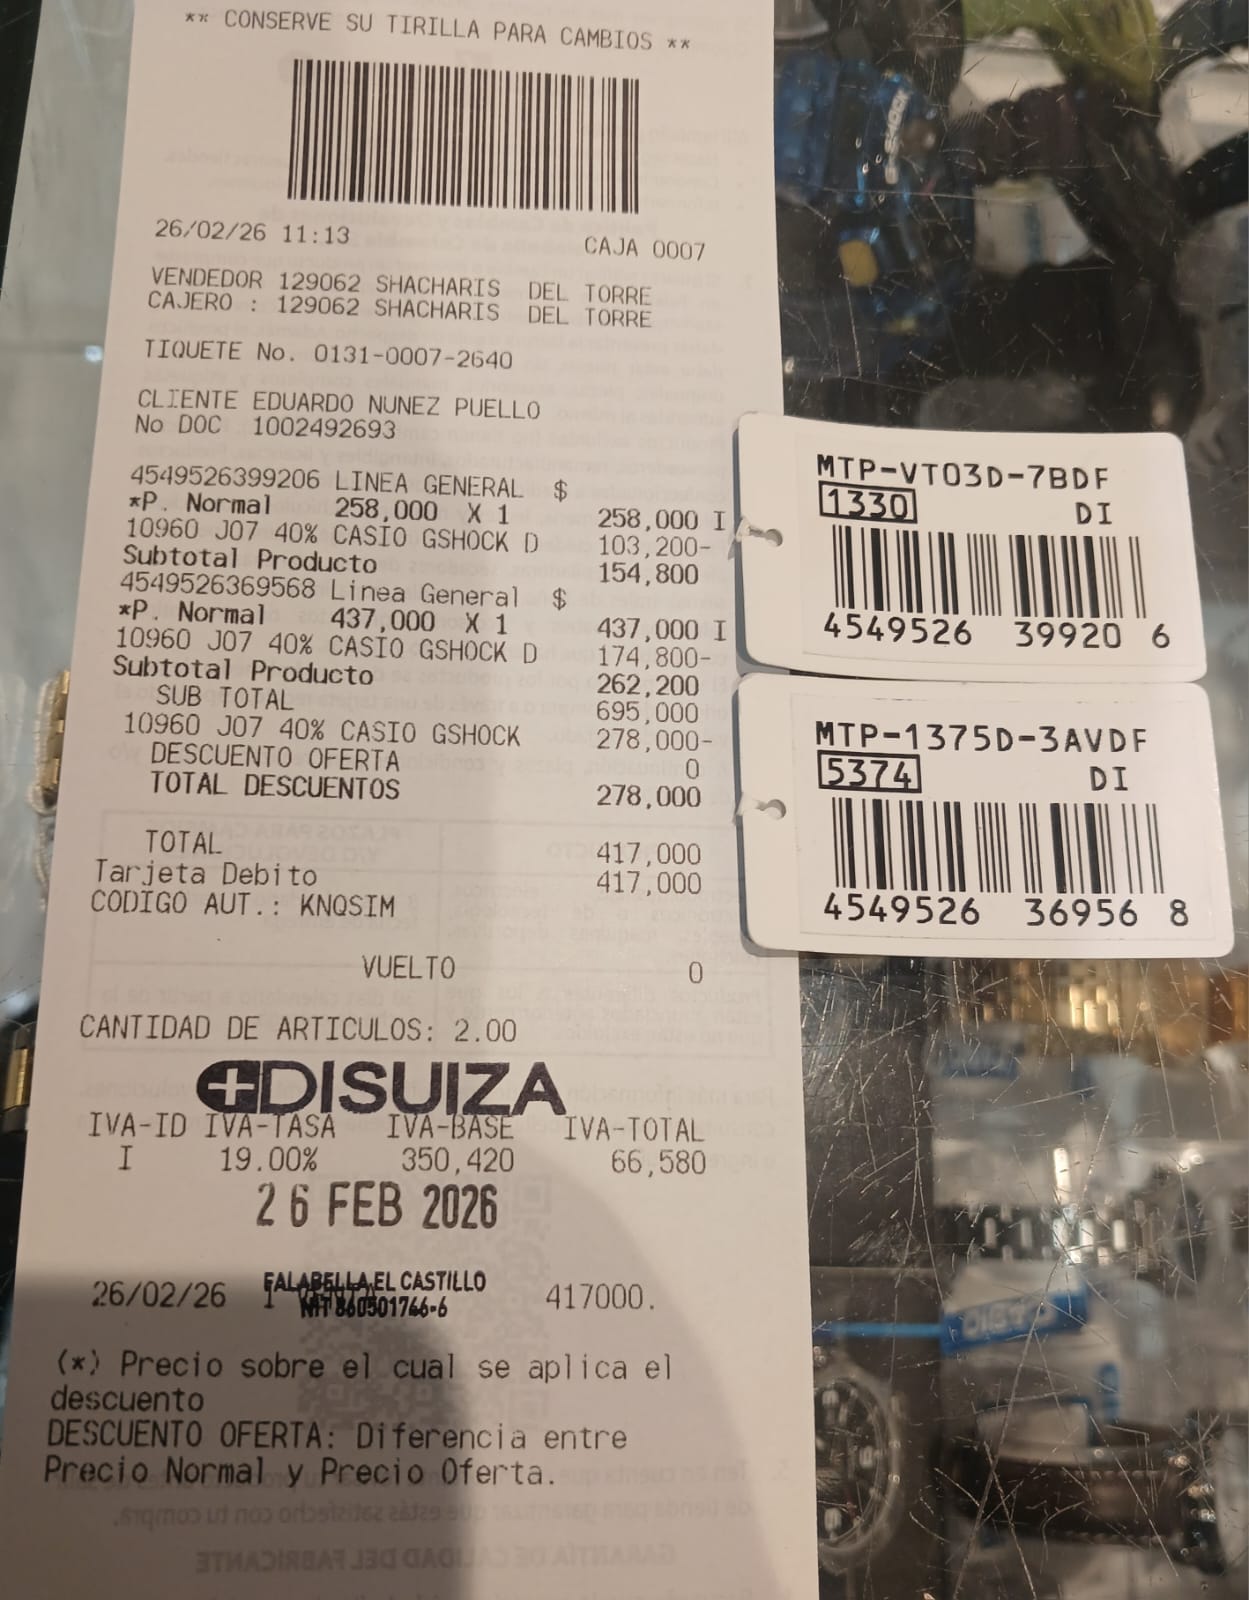 ** CONSERVE SU TIRILLA PARA CAMBIOS **
26/02/26 11:13 CAJA 0007
VENDEDOR 129062 SHACHARIS DEL TORRE
CAJERO : 129062 SHACHARIS DEL TORRE
TIQUETE No. 0131-0007-2640
CLIENTE EDUARDO NUNEZ PUELLO
No DOC 1002492693
4549526399206 LINEA GENERAL $
*P. Normal 258,000 X 1 258,000 I
10960 J07 40% CASIO GSHOCK D 103,200-
Subtotal Producto 154,800
4549526369568 Linea General $
*P. Normal 437,000 X 1 437,000 I
10960 J07 40% CASIO GSHOCK D 174,800-
Subtotal Producto 262,200
SUB TOTAL 695,000
10960 J07 40% CASIO GSHOCK 278,000-
DESCUENTO OFERTA 0
TOTAL DESCUENTOS 278,000
TOTAL 417,000
Tarjeta Debito 417,000
CODIGO AUT.: KNQSIM
VUELTO 0
CANTIDAD DE ARTICULOS: 2.00
DISUIZA
IVA-ID IVA-TASA IVA-BASE IVA-TOTAL
I 19.00% 350,420 66,580
26 FEB 2026
FALABELLA EL CASTILLO
26/02/26 1 417000.
NIT 860501766-6
(*) Precio sobre el cual se aplica el
descuento
DESCUENTO OFERTA: Diferencia entre
Precio Normal y Precio Oferta.
MTP-VT03D-7BDF
1330 DI
4549526 39920 6
MTP-1375D-3AVDF
5374 DI
4549526 36956 8
G-SHOCK
CASIO